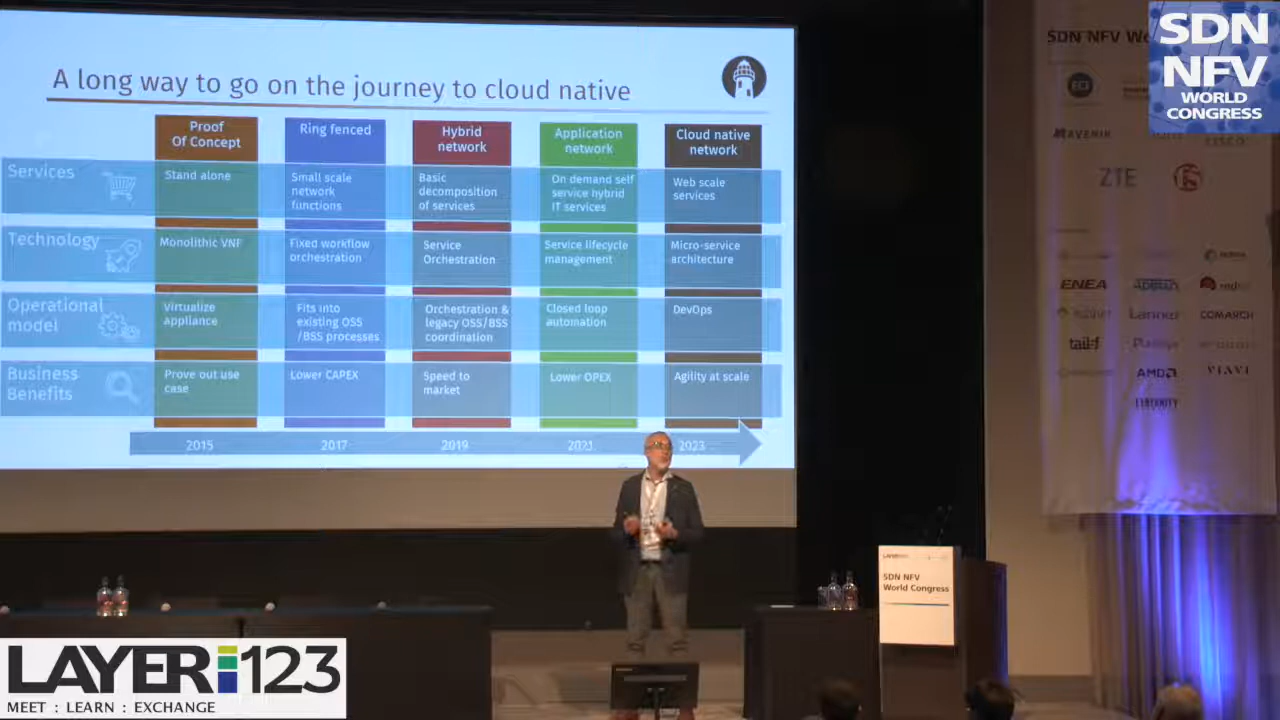 A long way to go on the journey to cloud native
Proof
Of Concept
Ring fenced
Hybrid
network
Application
network
Cloud native
network
Services
Stand alone
Small scale
network
functions
Basic
decomposition
of services
On demand self
service hybrid
IT services
Web scale
services
Technology
Monolithic VNF
Fixed workflow
orchestration
Service
Orchestration
Service lifecycle
management
Micro-service
architecture
Operational
model
Virtualize
appliance
Fits into
existing OSS
/BSS processes
Orchestration &
legacy OSS/BSS
coordination
Closed loop
automation
DevOps
Business
Benefits
Prove out use
case
Lower CAPEX
Speed to
market
Lower OPEX
Agility at scale
2015
2017
2019
2021
2023
SDN NFV
SDN
NFV
WORLD
CONGRESS
ZTE
ENEA
COMARCH
AMD
VIAVI
SDN NFV
World Congress
LAYER123
MEET : LEARN : EXCHANGE